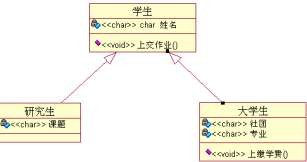 学生
<<char>> char 姓名
<<void>> 上交作业()
研究生
<<char>> 课题
大学生
<<char>> 社团
<<char>> 专业
<<void>> 上缴学费()